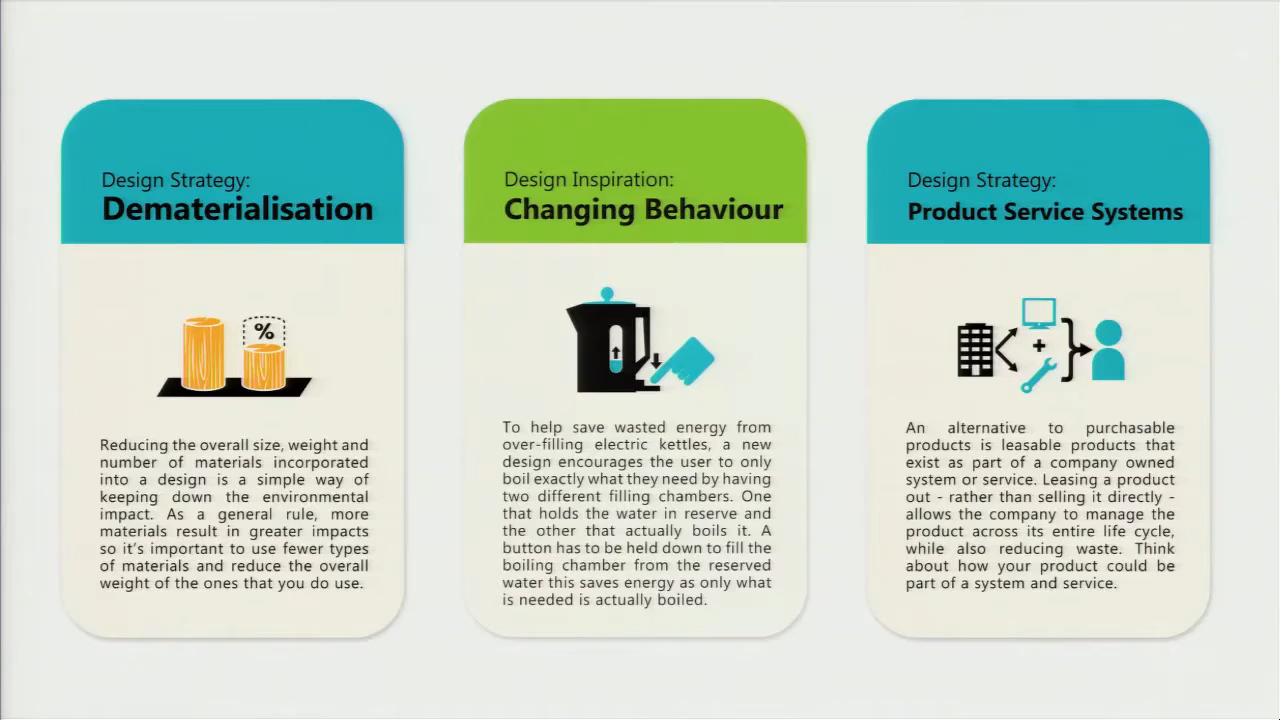 Design Strategy:
Dematerialisation
%
Reducing the overall size, weight and
number of materials incorporated
into a design is a simple way of
keeping down the environmental
impact. As a general rule, more
materials result in greater impacts
so it's important to use fewer types
of materials and reduce the overall
weight of the ones that you do use.
Design Inspiration:
Changing Behaviour
To help save wasted energy from
over-filling electric kettles, a new
design encourages the user to only
boil exactly what they need by having
two different filling chambers. One
that holds the water in reserve and
the other that actually boils it. A
button has to be held down to fill the
boiling chamber from the reserved
water this saves energy as only what
is needed is actually boiled.
Design Strategy:
Product Service Systems
+
An alternative to purchasable
products is leasable products that
exist as part of a company owned
system or service. Leasing a product
out - rather than selling it directly -
allows the company to manage the
product across its entire life cycle,
while also reducing waste. Think
about how your product could be
part of a system and service.